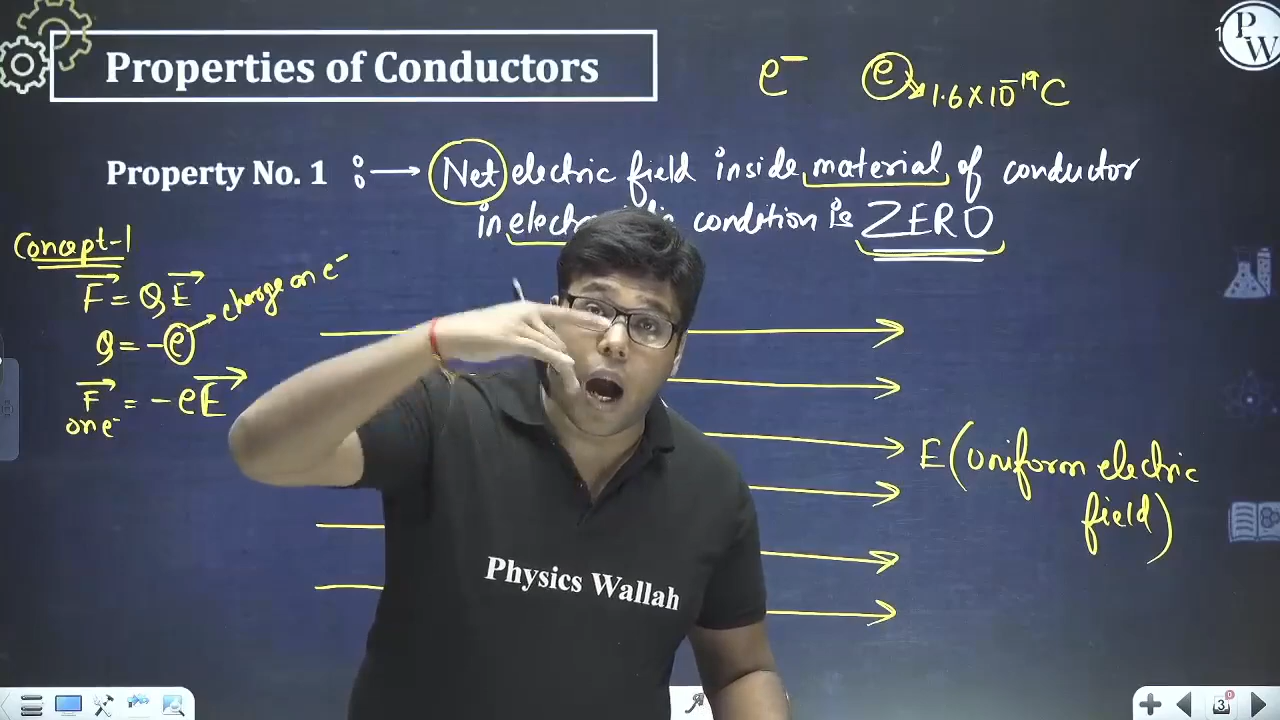 Properties of Conductors
e⁻ e 1.6×10⁻¹⁹C
PW
Property No. 1 : → Net electric field inside material of conductor
in condition is ZERO
Concept-1
F = QE
Q = -e → charge on e⁻
F = -eE
on e⁻
E (uniform electric
field)
Physics Wallah
3